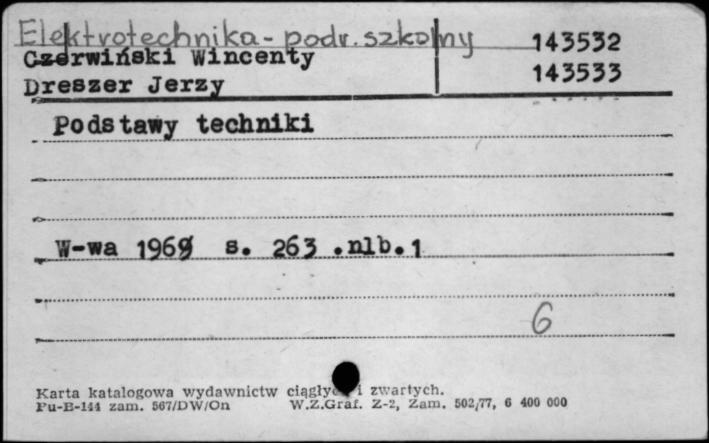 Elektrotechnika - podr. szkolny
Czerwiński Wincenty 143532
Dreszer Jerzy 143533
Podstawy techniki
W-wa 1969 s. 263 .nlb.1
6
Karta katalogowa wydawnictw ciągłych i zwartych.
Pu-B-144 zam. 567/DW/On W.Z.Graf. Z-2, Zam. 502/77, 6 400 000